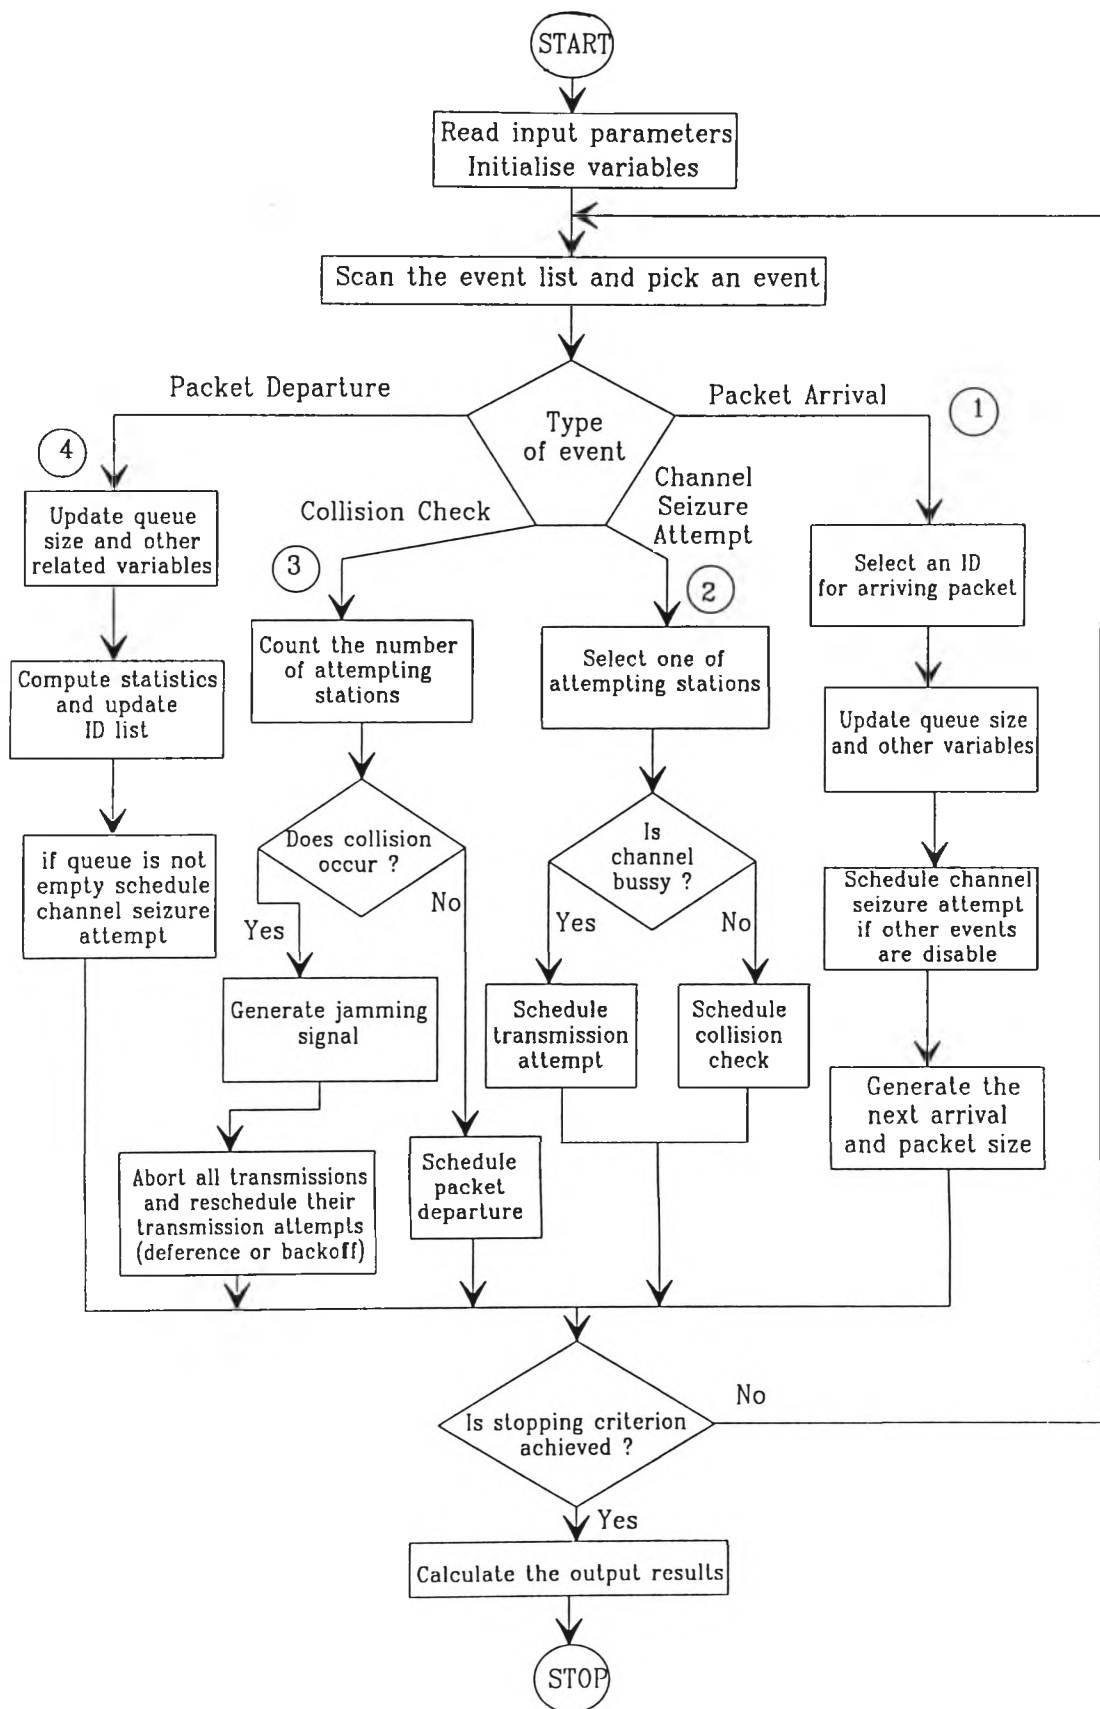 START
Read input parameters
Initialise variables
Scan the event list and pick an event
Type
of event
Packet Departure
4
Update queue
size and other
related variables
Compute statistics
and update
ID list
if queue is not
empty schedule
channel seizure
attempt
Collision Check
3
Count the number
of attempting
stations
Does collision
occur ?
Yes
No
Generate jamming
signal
Abort all transmissions
and reschedule their
transmission attempts
(deference or backoff)
Schedule
packet
departure
Channel
Seizure
Attempt
2
Select one of
attempting stations
Is
channel
bussy ?
Yes
No
Schedule
transmission
attempt
Schedule
collision
check
Packet Arrival
1
Select an ID
for arriving packet
Update queue size
and other variables
Schedule channel
seizure attempt
if other events
are disable
Generate the
next arrival
and packet size
Is stopping criterion
achieved ?
No
Yes
Calculate the output results
STOP